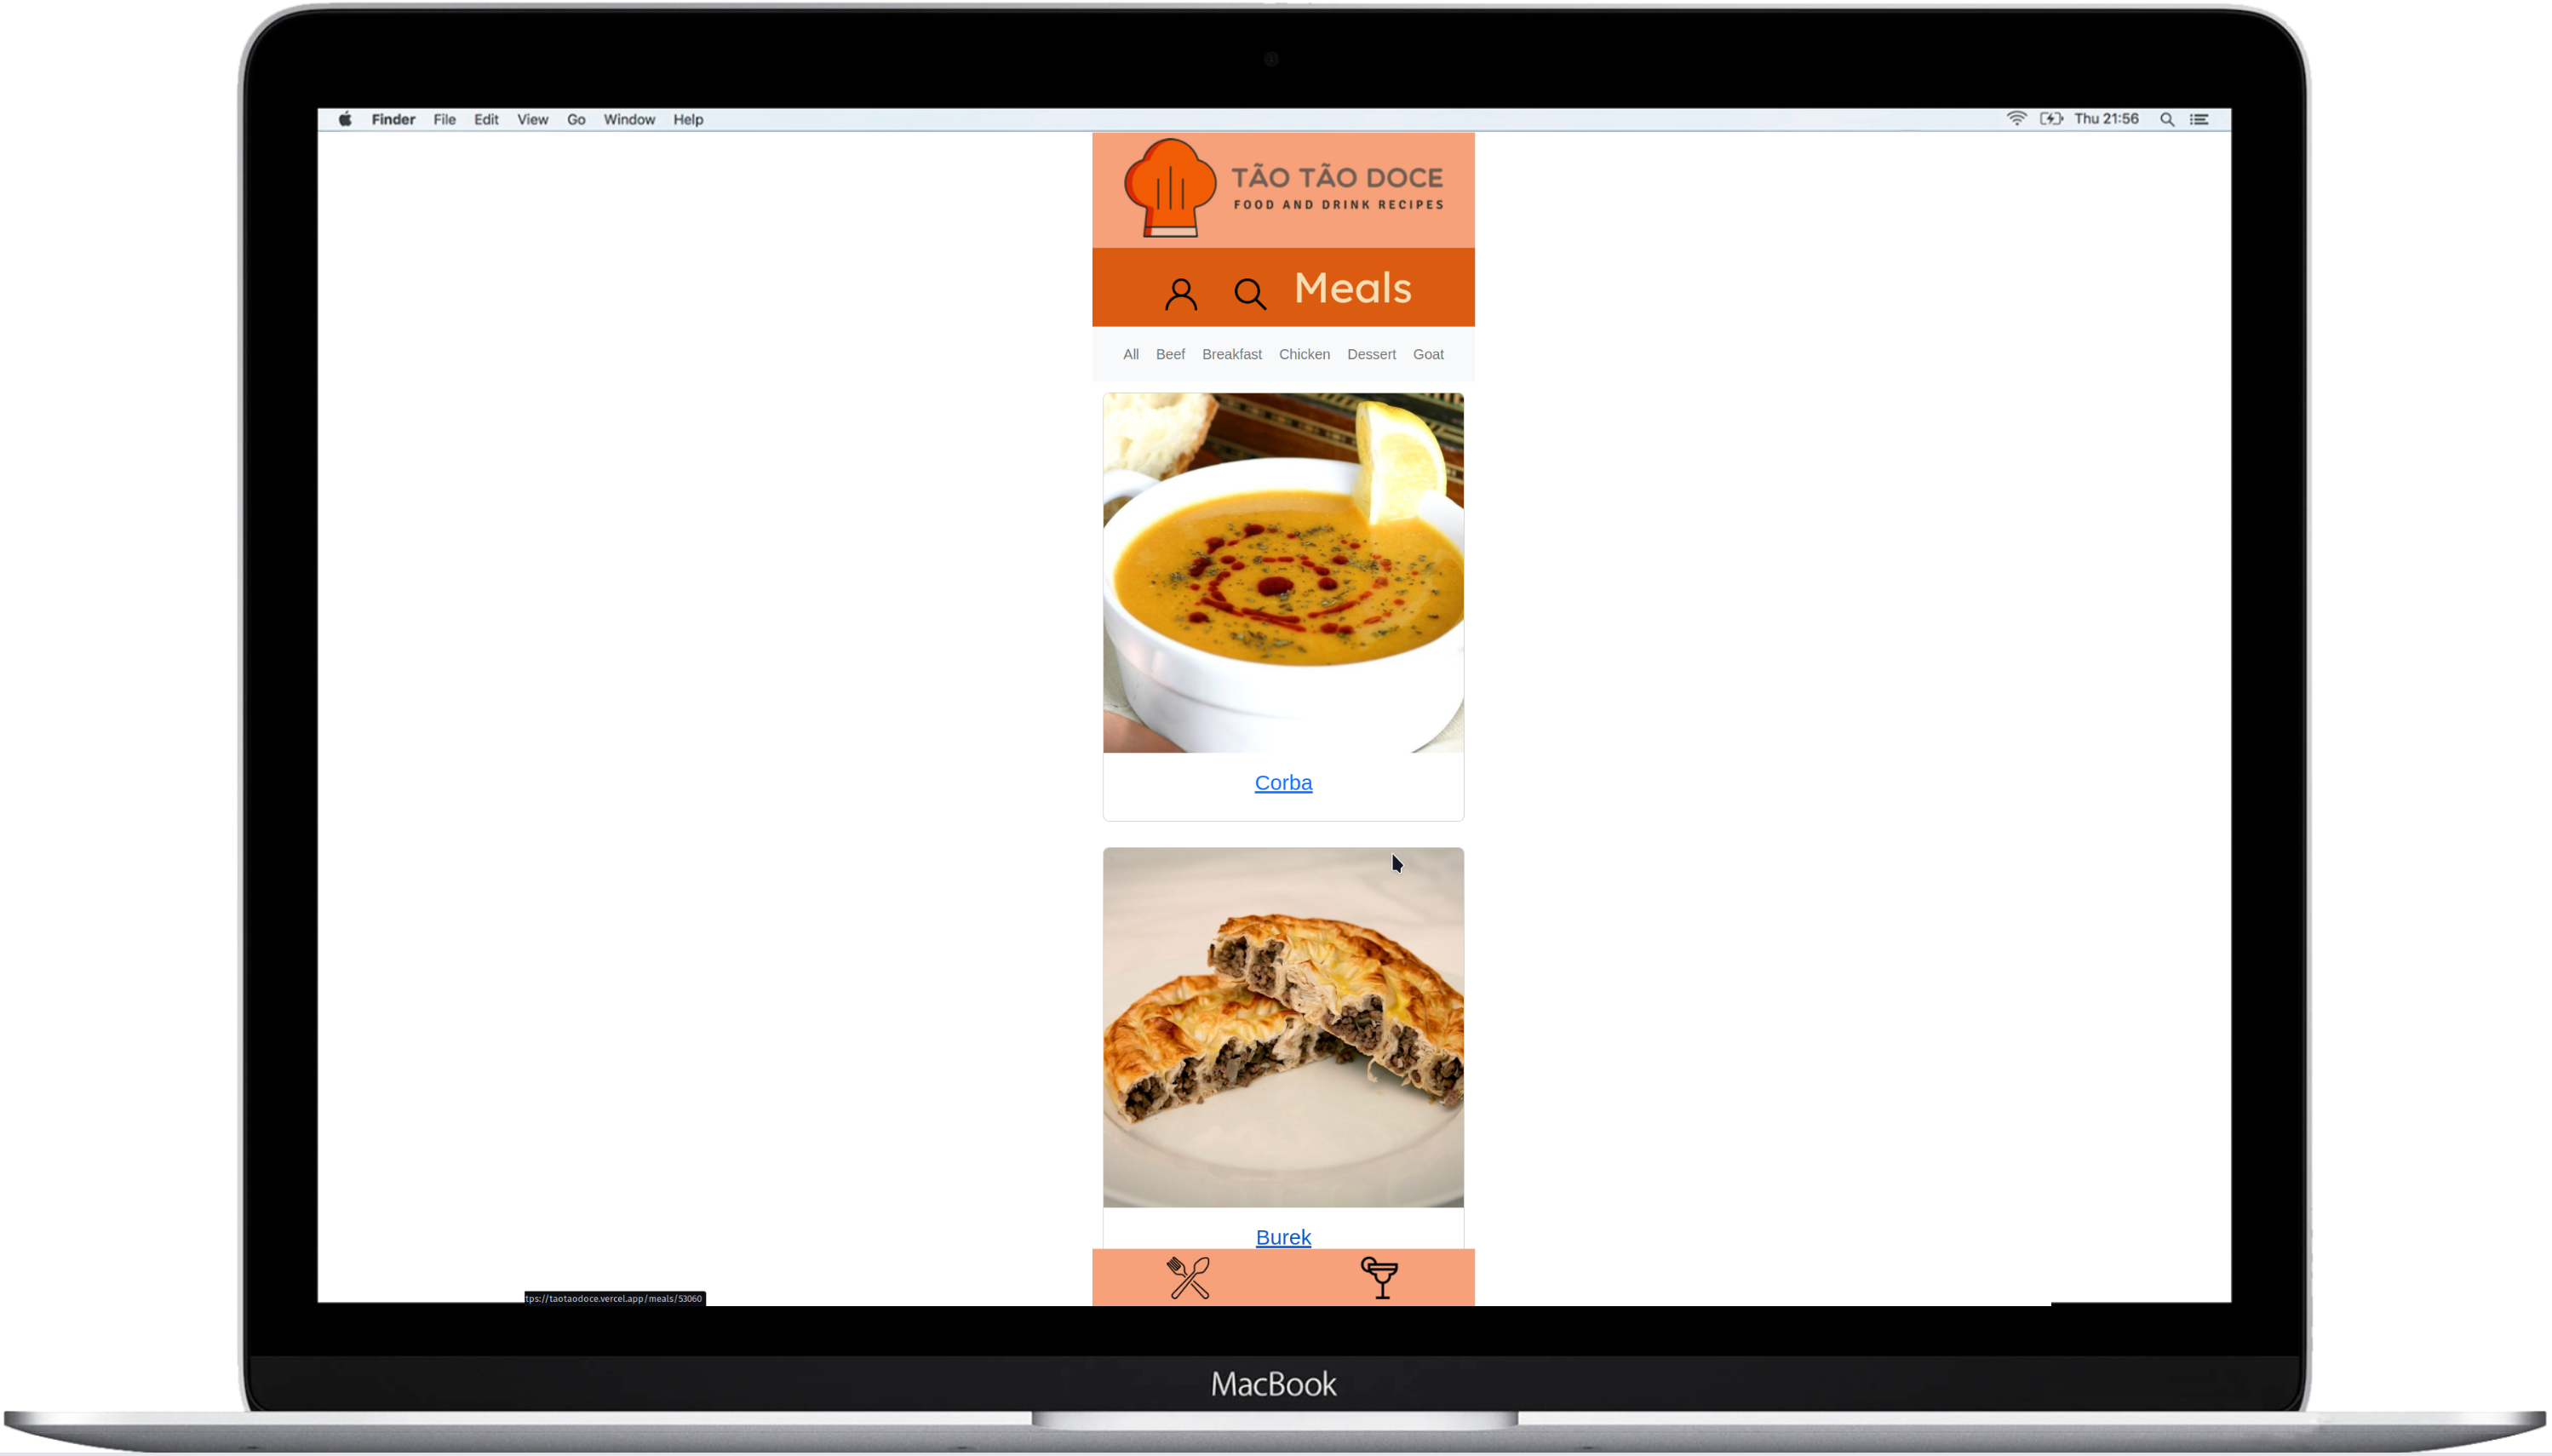 Finder File Edit View Go Window Help Thu 21:56
TÃO TÃO DOCE
FOOD AND DRINK RECIPES
Meals
All Beef Breakfast Chicken Dessert Goat
Corba
Burek
tps://taotaodoce.vercel.app/meals/53060
MacBook